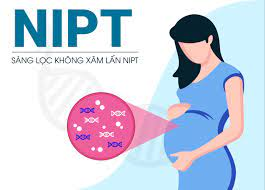 NIPT
SÀNG LỌC KHÔNG XÂM LẤN NIPT